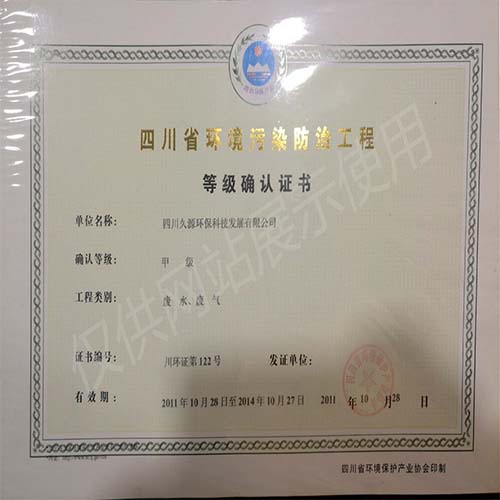 四川省环境污染防治工程
等级确认证书
单位名称: 四川久源环保科技发展有限公司
确认等级: 甲 级
工程类别: 废 水、废 气
证书编号: 川环证第122号 发证单位:
有 效 期: 2011年10月28日至2014年10月27日 2011 年 10 月 28 日
四川省环境保护产业协会印制
仅供网站展示使用